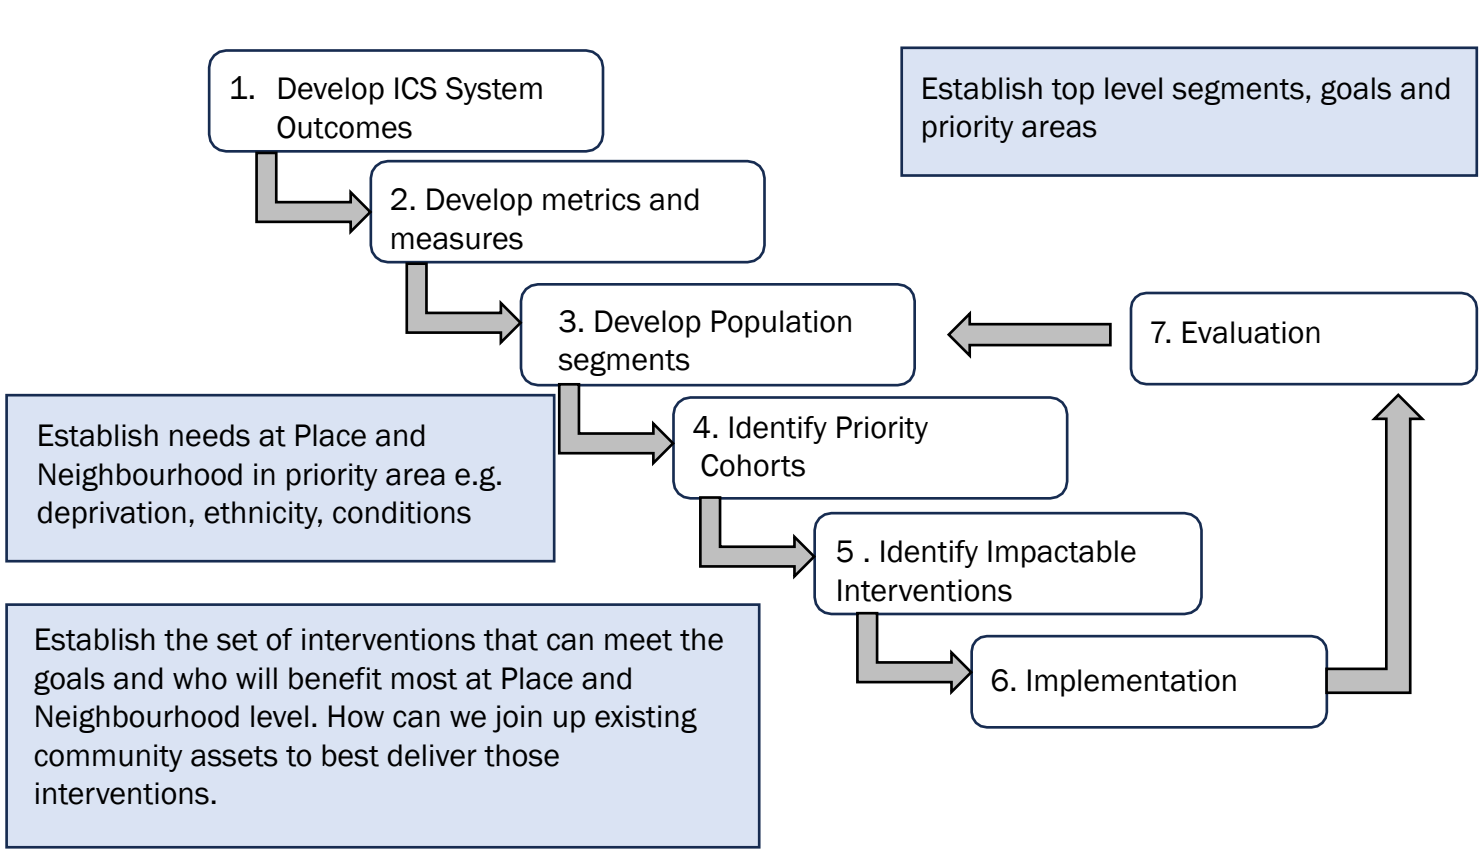 1. Develop ICS System
Outcomes
Establish top level segments, goals and
priority areas
2. Develop metrics and
measures
3. Develop Population
segments
7. Evaluation
Establish needs at Place and
Neighbourhood in priority area e.g.
deprivation, ethnicity, conditions
4. Identify Priority
Cohorts
5 . Identify Impactable
Interventions
Establish the set of interventions that can meet the
goals and who will benefit most at Place and
Neighbourhood level. How can we join up existing
community assets to best deliver those
interventions.
6. Implementation